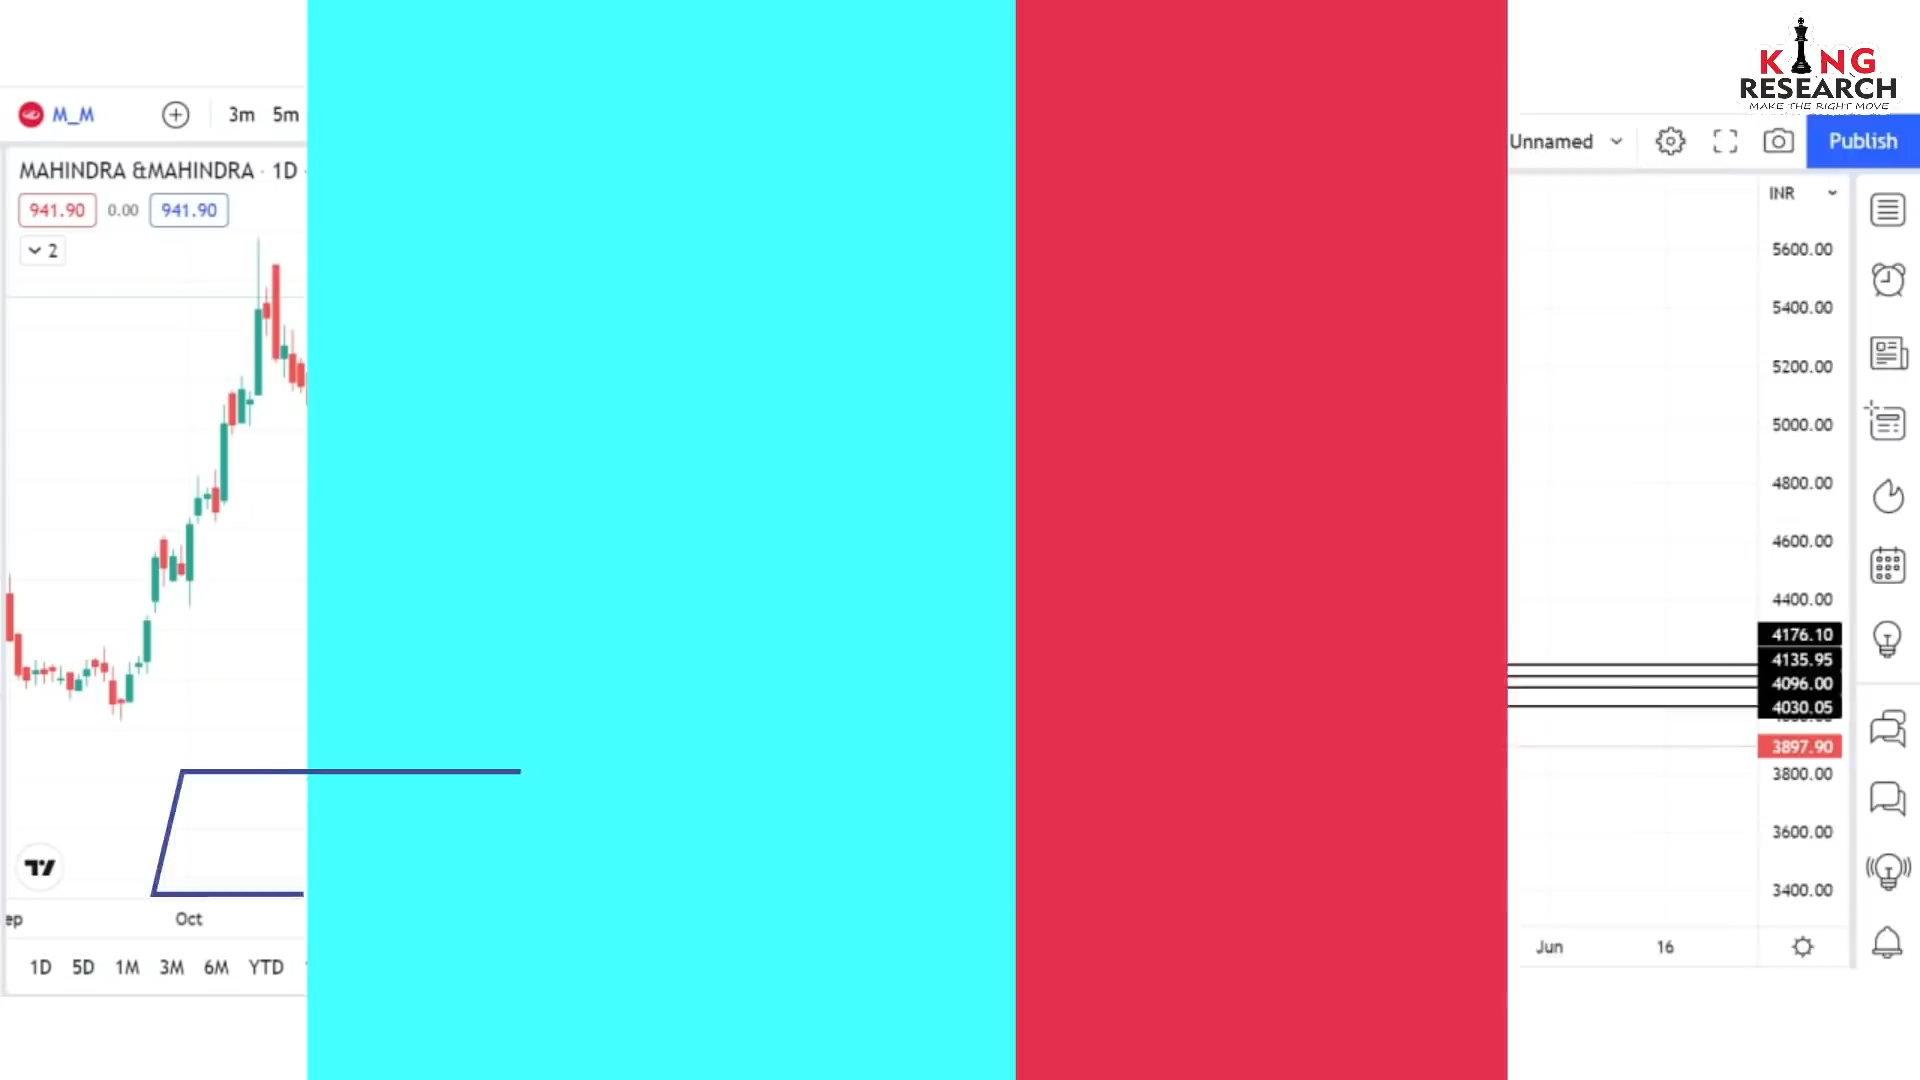 KING
RESEARCH
MAKE THE RIGHT MOVE
M_M
3m 5m
Unnamed
Publish
MAHINDRA &MAHINDRA · 1D
941.90 0.00 941.90
2
INR
5600.00
5400.00
5200.00
5000.00
4800.00
4600.00
4400.00
4176.10
4135.95
4096.00
4030.05
3897.90
3800.00
3600.00
3400.00
ep Oct
Jun 16
1D 5D 1M 3M 6M YTD